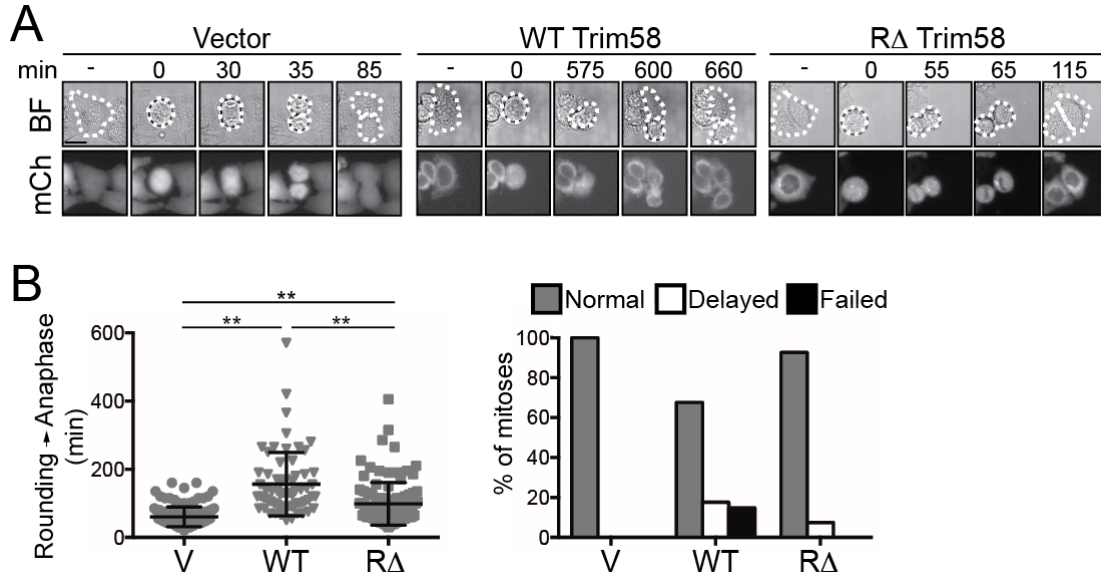 A
Vector WT Trim58 RΔ Trim58
min - 0 30 35 85 - 0 575 600 660 - 0 55 65 115
BF
mCh
B
** 
** **
Rounding → Anaphase
(min)
600
400
200
0
V WT RΔ
Normal Delayed Failed
% of mitoses
100
80
60
40
20
0
V WT RΔ